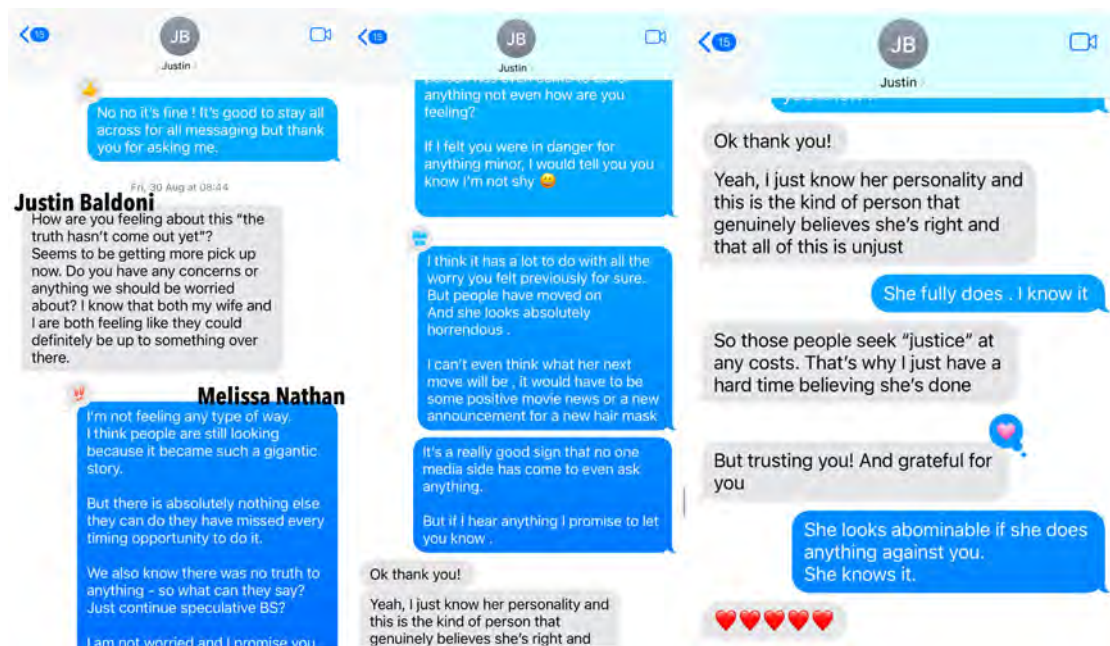 15
JB
Justin
No no it's fine ! It's good to stay all
across for all messaging but thank
you for asking me.
Fri, 30 Aug at 08:44
Justin Baldoni
How are you feeling about this "the
truth hasn't come out yet"?
Seems to be getting more pick up
now. Do you have any concerns or
anything we should be worried
about? I know that both my wife and
I are both feeling like they could
definitely be up to something over
there.
Melissa Nathan
I'm not feeling any type of way.
I think people are still looking
because it became such a gigantic
story.
But there is absolutely nothing else
they can do they have missed every
timing opportunity to do it.
We also know there was no truth to
anything - so what can they say?
Just continue speculative BS?
I am not worried and I promise you
15
JB
Justin
anything not even how are you
feeling?
If I felt you were in danger for
anything minor, I would tell you you
know I'm not shy 😄
I think it has a lot to do with all the
worry you felt previously for sure.
But people have moved on
And she looks absolutely
horrendous .
I can't even think what her next
move will be , it would have to be
some positive movie news or a new
announcement for a new hair mask
It's a really good sign that no one
media side has come to even ask
anything.
But if I hear anything I promise to let
you know .
Ok thank you!
Yeah, I just know her personality and
this is the kind of person that
genuinely believes she's right and
15
JB
Justin
Ok thank you!
Yeah, I just know her personality and
this is the kind of person that
genuinely believes she's right and
that all of this is unjust
She fully does . I know it
So those people seek "justice" at
any costs. That's why I just have a
hard time believing she's done
But trusting you! And grateful for
you
She looks abominable if she does
anything against you.
She knows it.
❤️❤️❤️❤️❤️